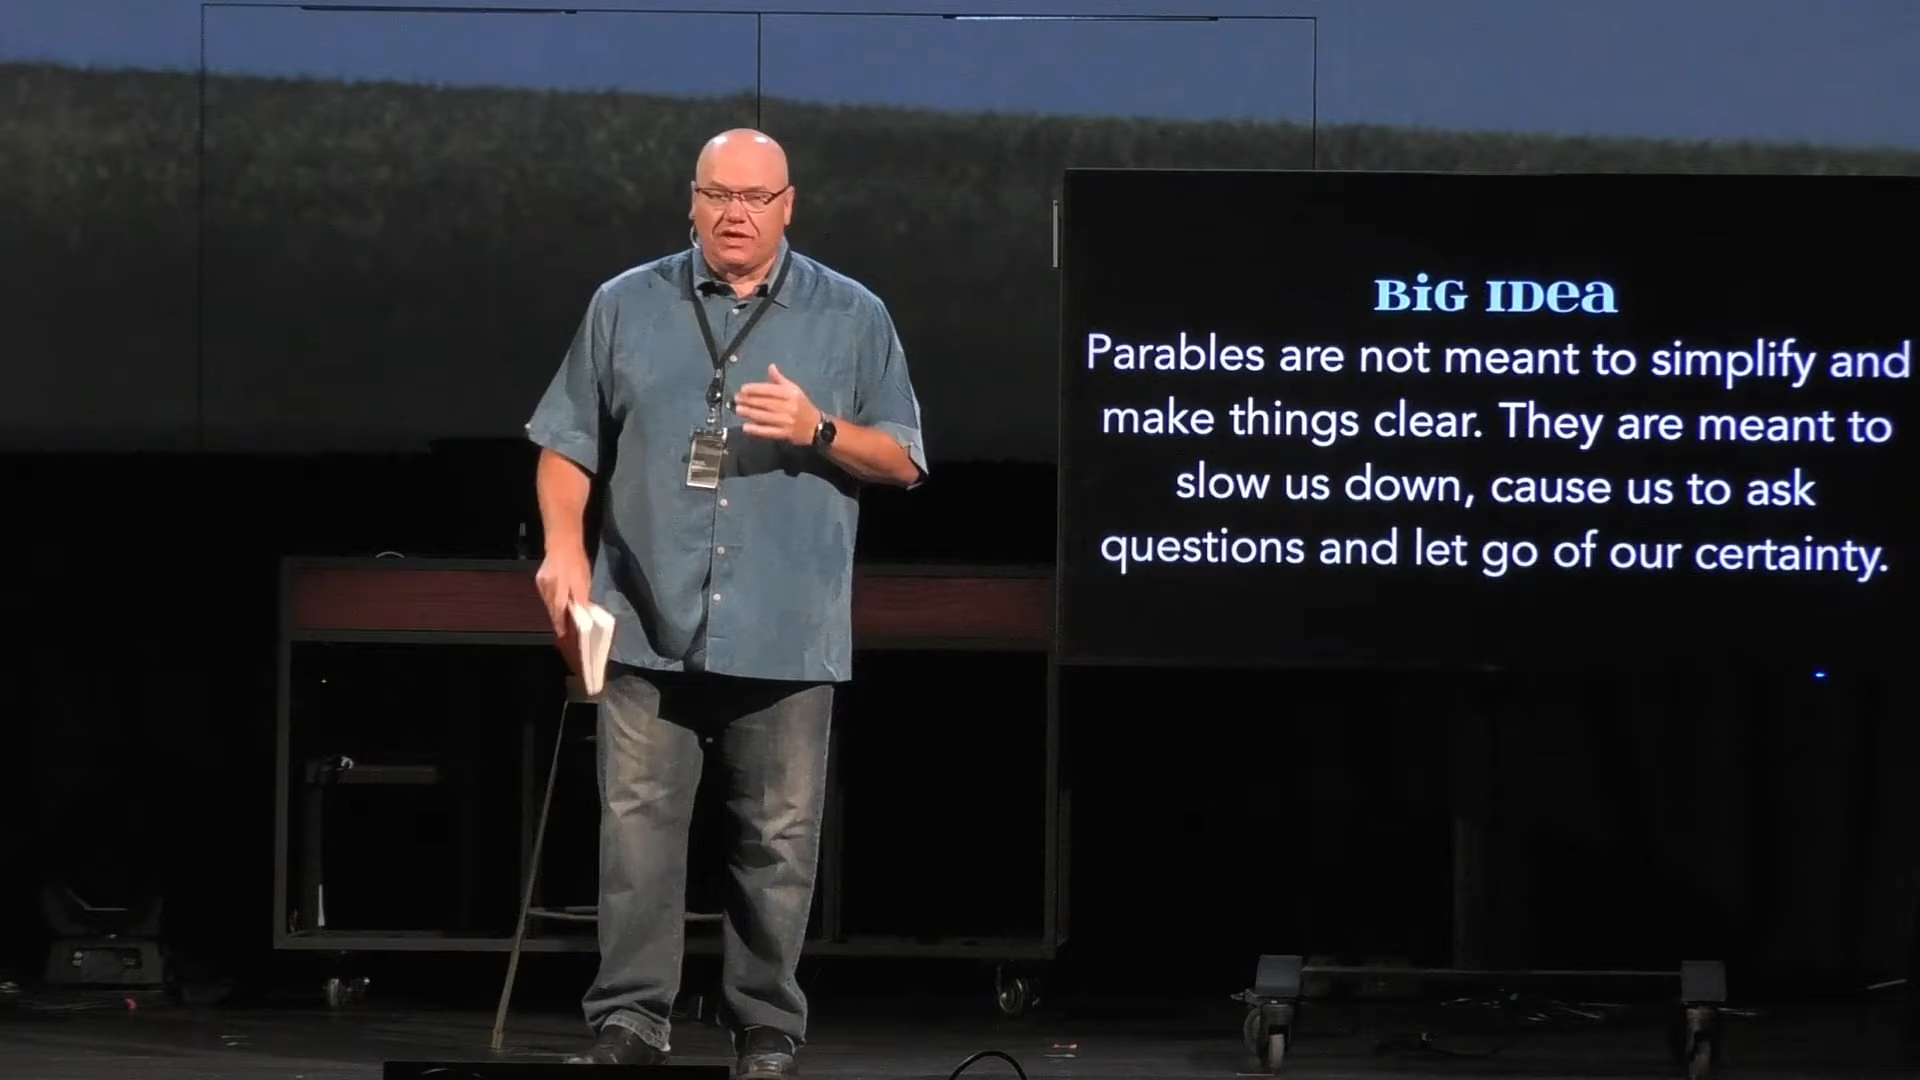 BiG IDea
Parables are not meant to simplify and
make things clear. They are meant to
slow us down, cause us to ask
questions and let go of our certainty.